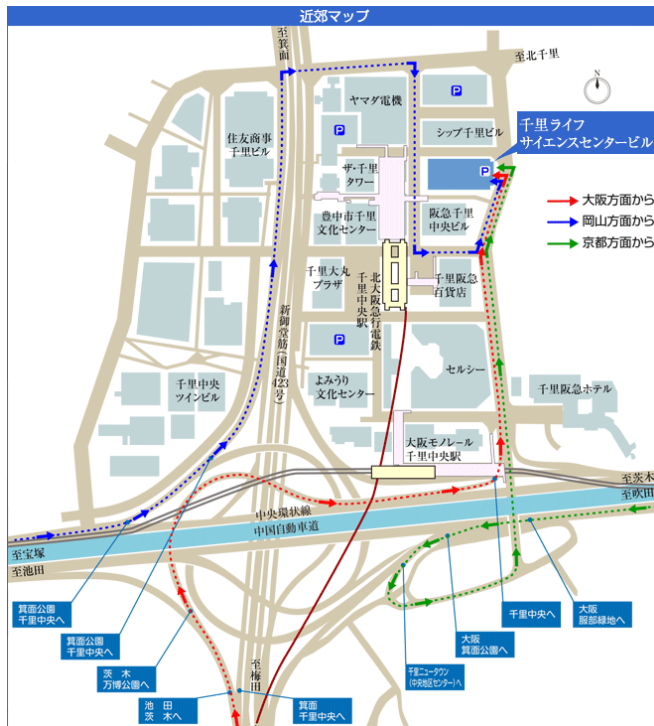 近郊マップ
至箕面
至北千里
N
ヤマダ電機
P
P
住友商事
千里ビル
シップ千里ビル
千里ライフ
サイエンスセンタービル
P
ザ・千里
タワー
大阪方面から
岡山方面から
京都方面から
豊中市千里
文化センター
阪急千里
中央ビル
千里大丸
プラザ
北大阪急行電鉄
千里中央駅
千里阪急
百貨店
新御堂筋(国道423号)
P
セルシー
千里中央
ツインビル
よみうり
文化センター
千里阪急ホテル
大阪モノレール
千里中央駅
至茨木
至吹田
中央環状線
中国自動車道
至宝塚
至池田
箕面公園
千里中央へ
箕面公園
千里中央へ
茨木
万博公園へ
池田
茨木へ
至梅田
箕面
千里中央へ
千里ニュータウン
(中央地区センター)へ
大阪
箕面公園へ
千里中央へ
大阪
服部緑地へ